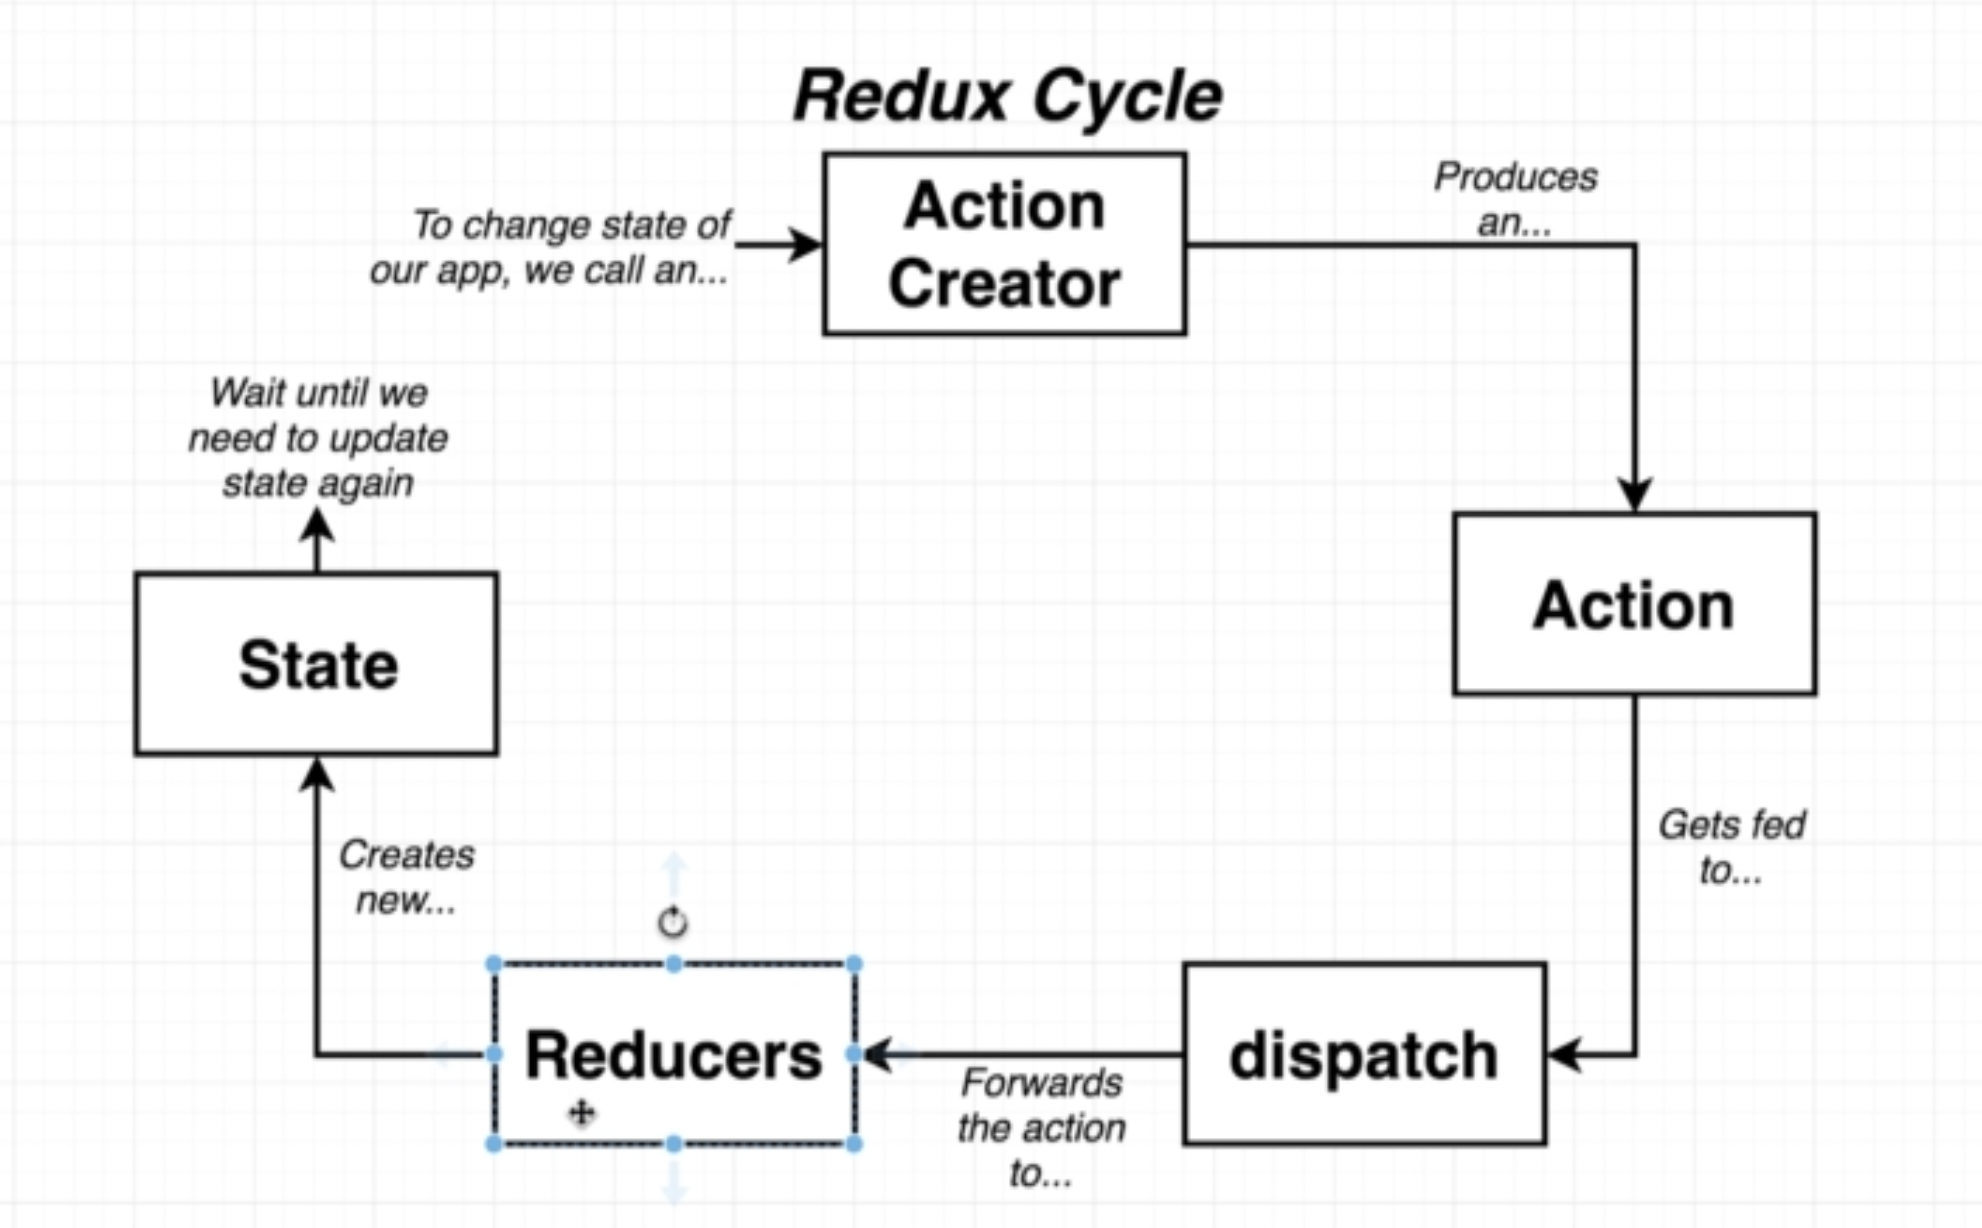 Redux Cycle
To change state of
our app, we call an...
Action
Creator
Produces
an...
Action
Gets fed
to...
dispatch
Forwards
the action
to...
Reducers
Creates
new...
State
Wait until we
need to update
state again